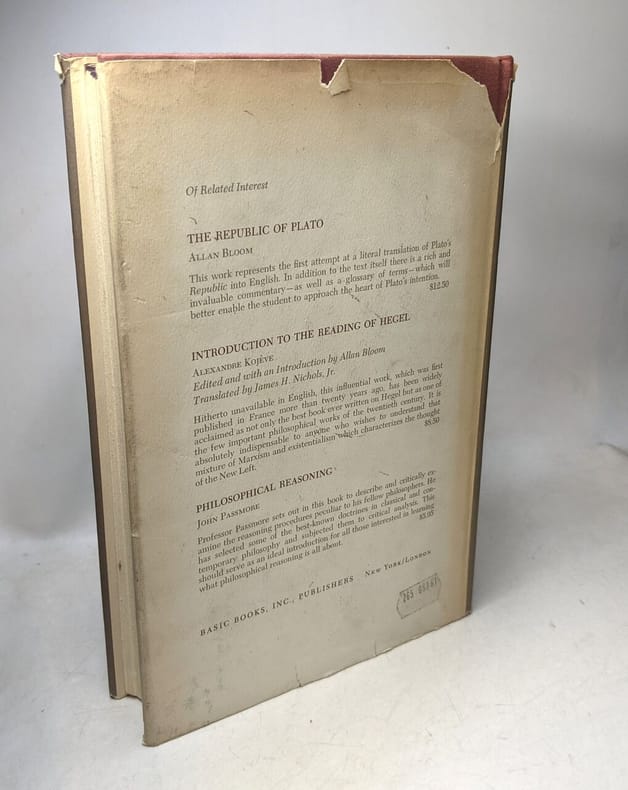 Of Related Interest
THE REPUBLIC OF PLATO
ALLAN BLOOM
This work represents the first attempt at a literal translation of Plato's
Republic into English. In addition to the text itself there is a rich and
invaluable commentary—as well as a glossary of terms—which will
better enable the student to approach the heart of Plato's intention.
$12.50
INTRODUCTION TO THE READING OF HEGEL
ALEXANDRE KOJÈVE
Edited and with an Introduction by Allan Bloom
Translated by James H. Nichols, Jr.
Hitherto unavailable in English, this influential work, which was first
published in France more than twenty years ago, has been widely
acclaimed as not only the best book ever written on Hegel but as one of
the few important philosophical works of the twentieth century. It is
absolutely indispensable to anyone who wishes to understand that
mixture of Marxism and existentialism which characterizes the thought
of the New Left.
$8.50
PHILOSOPHICAL REASONING
JOHN PASSMORE
Professor Passmore sets out in this book to describe and critically ex-
amine the reasoning procedures peculiar to his fellow philosophers. He
has selected some of the best-known doctrines in classical and con-
temporary philosophy and subjected them to critical analysis. This
should serve as an ideal introduction for all those interested in learning
what philosophical reasoning is all about.
$5.95
BASIC BOOKS, INC., PUBLISHERS New York/London